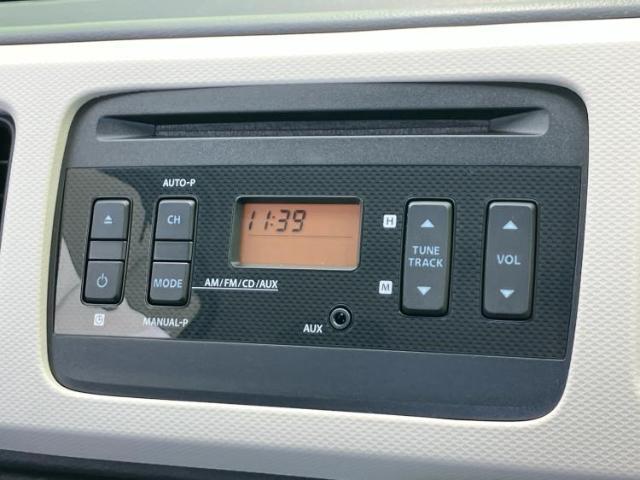 AUTO-P
CH
MODE
MANUAL-P
11:39
AM/FM/CD/AUX
AUX
H
M
TUNE
TRACK
VOL